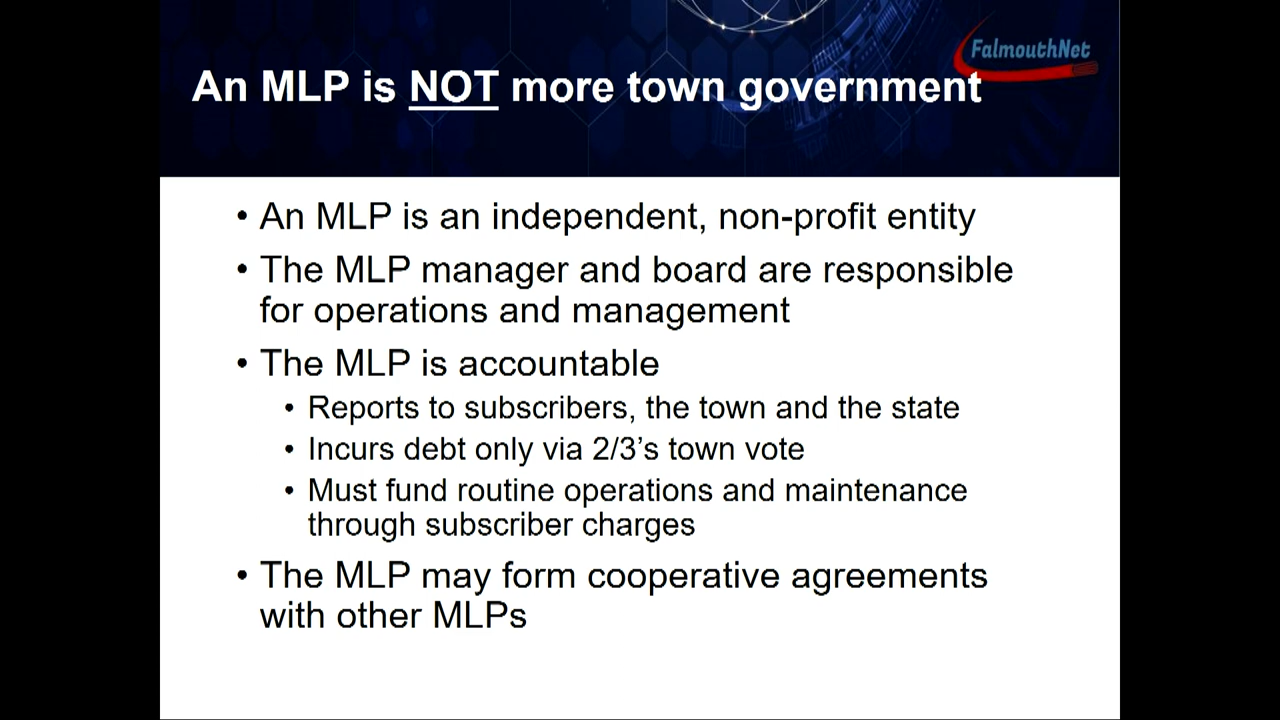 FalmouthNet
An MLP is NOT more town government
• An MLP is an independent, non-profit entity
• The MLP manager and board are responsible
for operations and management
• The MLP is accountable
• Reports to subscribers, the town and the state
• Incurs debt only via 2/3’s town vote
• Must fund routine operations and maintenance
through subscriber charges
• The MLP may form cooperative agreements
with other MLPs